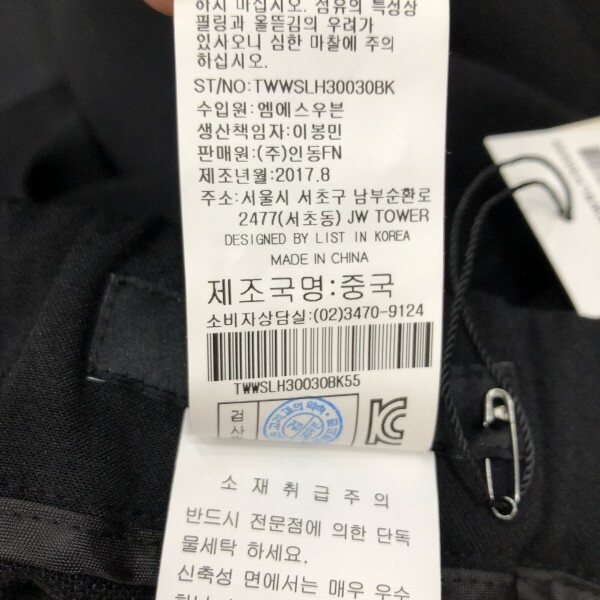 하지 마십시오. 섬유의 특성상
필링과 올뜯김의 우려가
있사오니 심한 마찰에 주의
하십시오.
ST/NO:TWWSLH30030BK
수입원:엠에스우븐
생산책임자:이봉민
판매원:(주)인동FN
제조년월:2017.8
주소:서울시 서초구 남부순환로
2477(서초동) JW TOWER
DESIGNED BY LIST IN KOREA
MADE IN CHINA
제조국명:중국
소비자상담실:(02)3470-9124
TWWSLH30030BK55
검사
소재취급주의
반드시 전문점에 의한 단독
물세탁 하세요.
신축성 면에서는 매우 우수